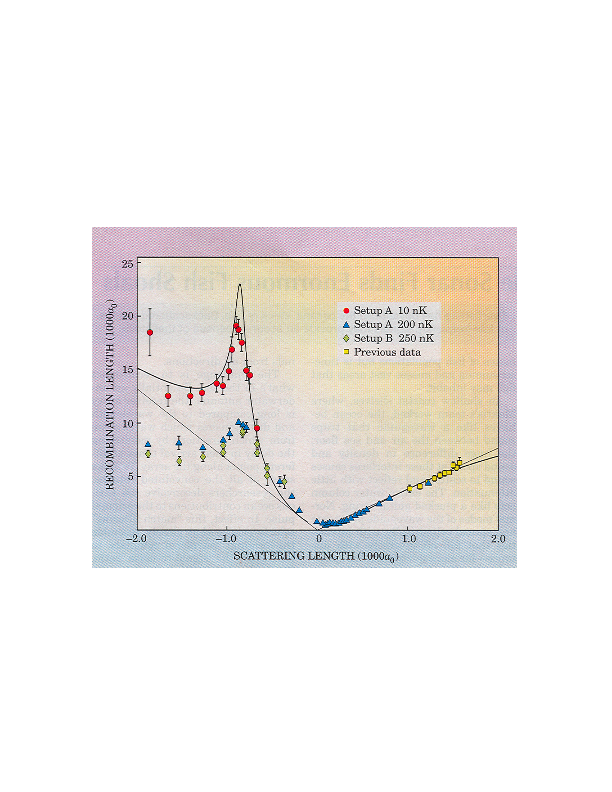 25
20
15
10
5
RECOMBINATION LENGTH (1000a₀)
Setup A 10 nK
Setup A 200 nK
Setup B 250 nK
Previous data
−2.0 −1.0 0 1.0 2.0
SCATTERING LENGTH (1000a₀)